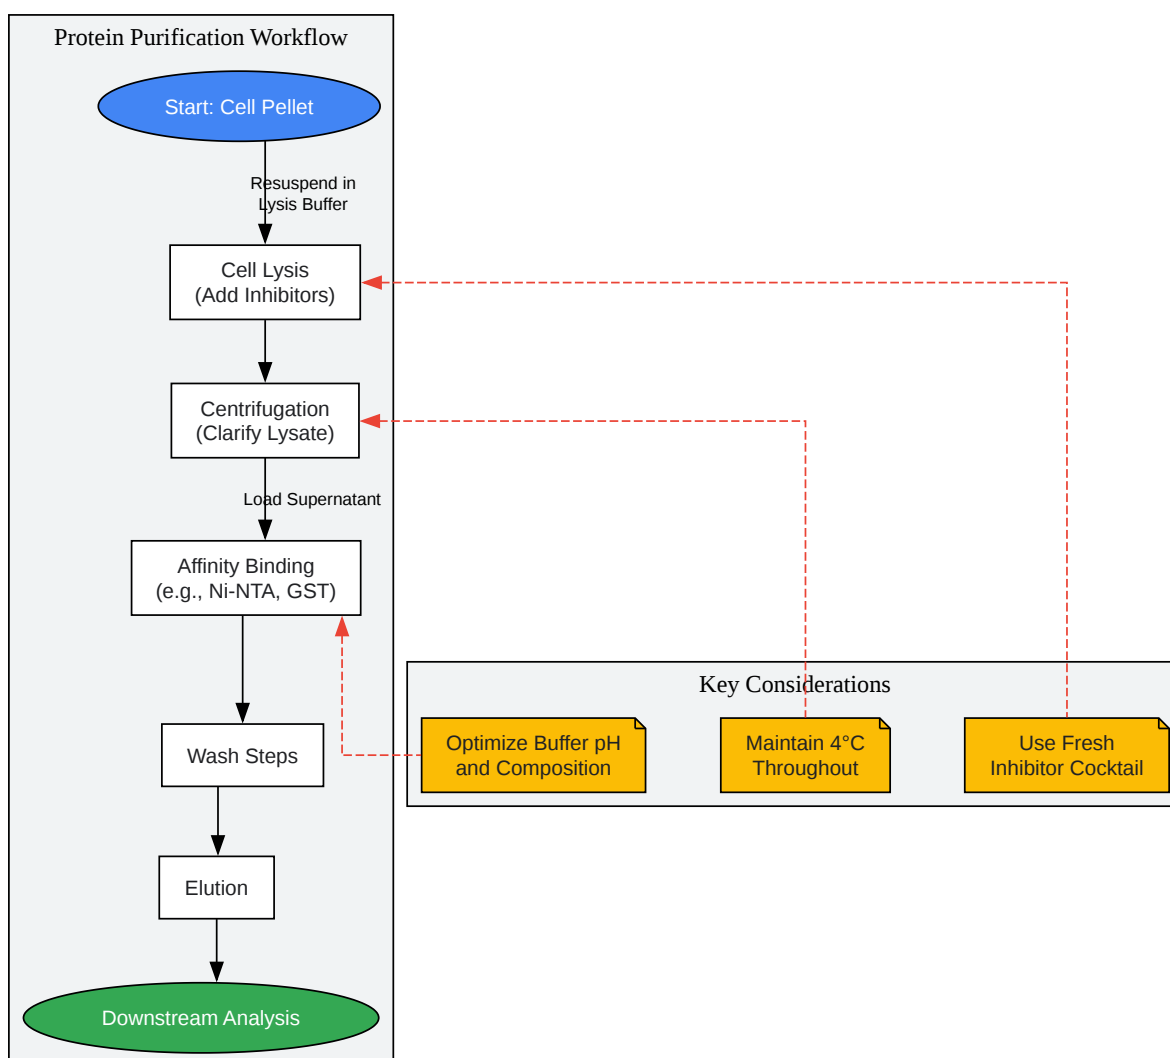 Protein Purification Workflow
Start: Cell Pellet
Resuspend in
Lysis Buffer
Cell Lysis
(Add Inhibitors)
Centrifugation
(Clarify Lysate)
Load Supernatant
Affinity Binding
(e.g., Ni-NTA, GST)
Wash Steps
Elution
Downstream Analysis
Key Considerations
Optimize Buffer pH
and Composition
Maintain 4°C
Throughout
Use Fresh
Inhibitor Cocktail